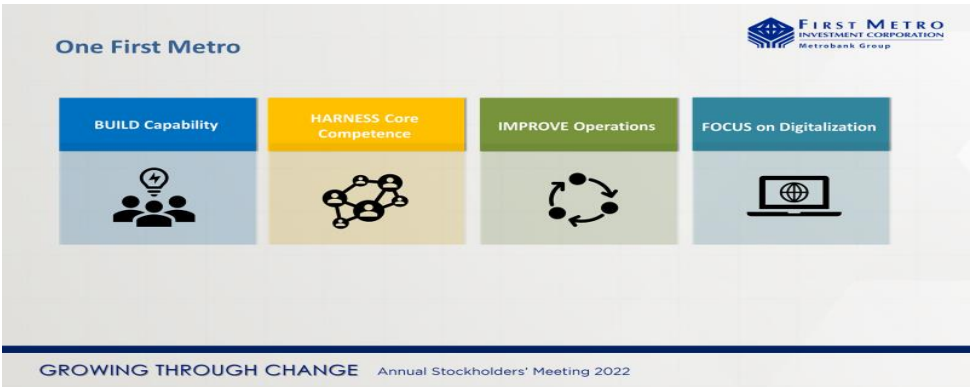 One First Metro
FIRST METRO
INVESTMENT CORPORATION
Metrobank Group
BUILD Capability
HARNESS Core
Competence
IMPROVE Operations
FOCUS on Digitalization
GROWING THROUGH CHANGE Annual Stockholders' Meeting 2022